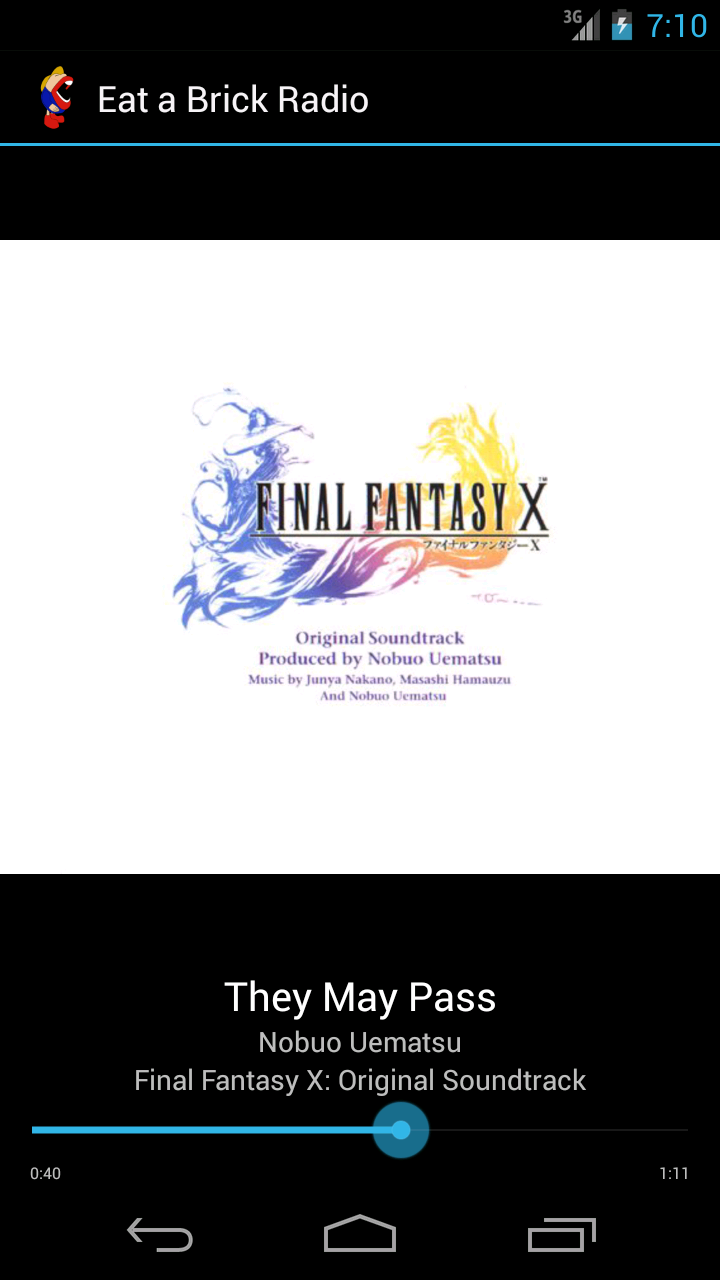 3G 7:10
Eat a Brick Radio
FINAL FANTASY X™
ファイナルファンタジーX
Original Soundtrack
Produced by Nobuo Uematsu
Music by Junya Nakano, Masashi Hamauzu
And Nobuo Uematsu
They May Pass
Nobuo Uematsu
Final Fantasy X: Original Soundtrack
0:40 1:11